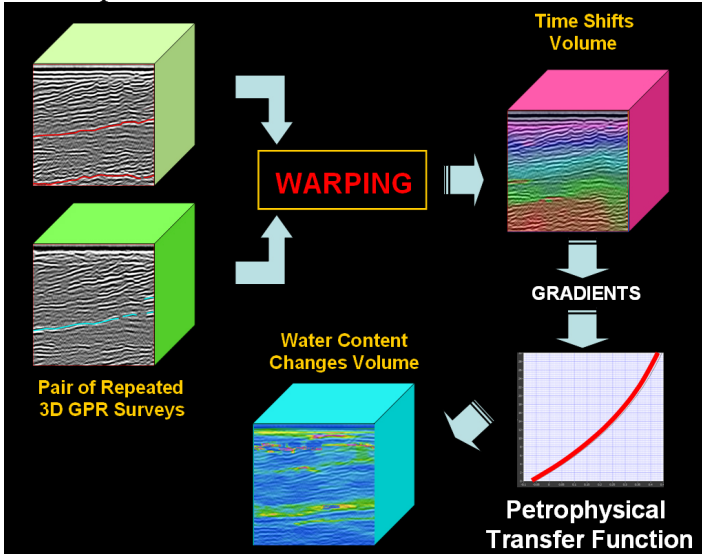 Time Shifts
Volume
WARPING
GRADIENTS
Water Content
Changes Volume
Pair of Repeated
3D GPR Surveys
Petrophysical
Transfer Function